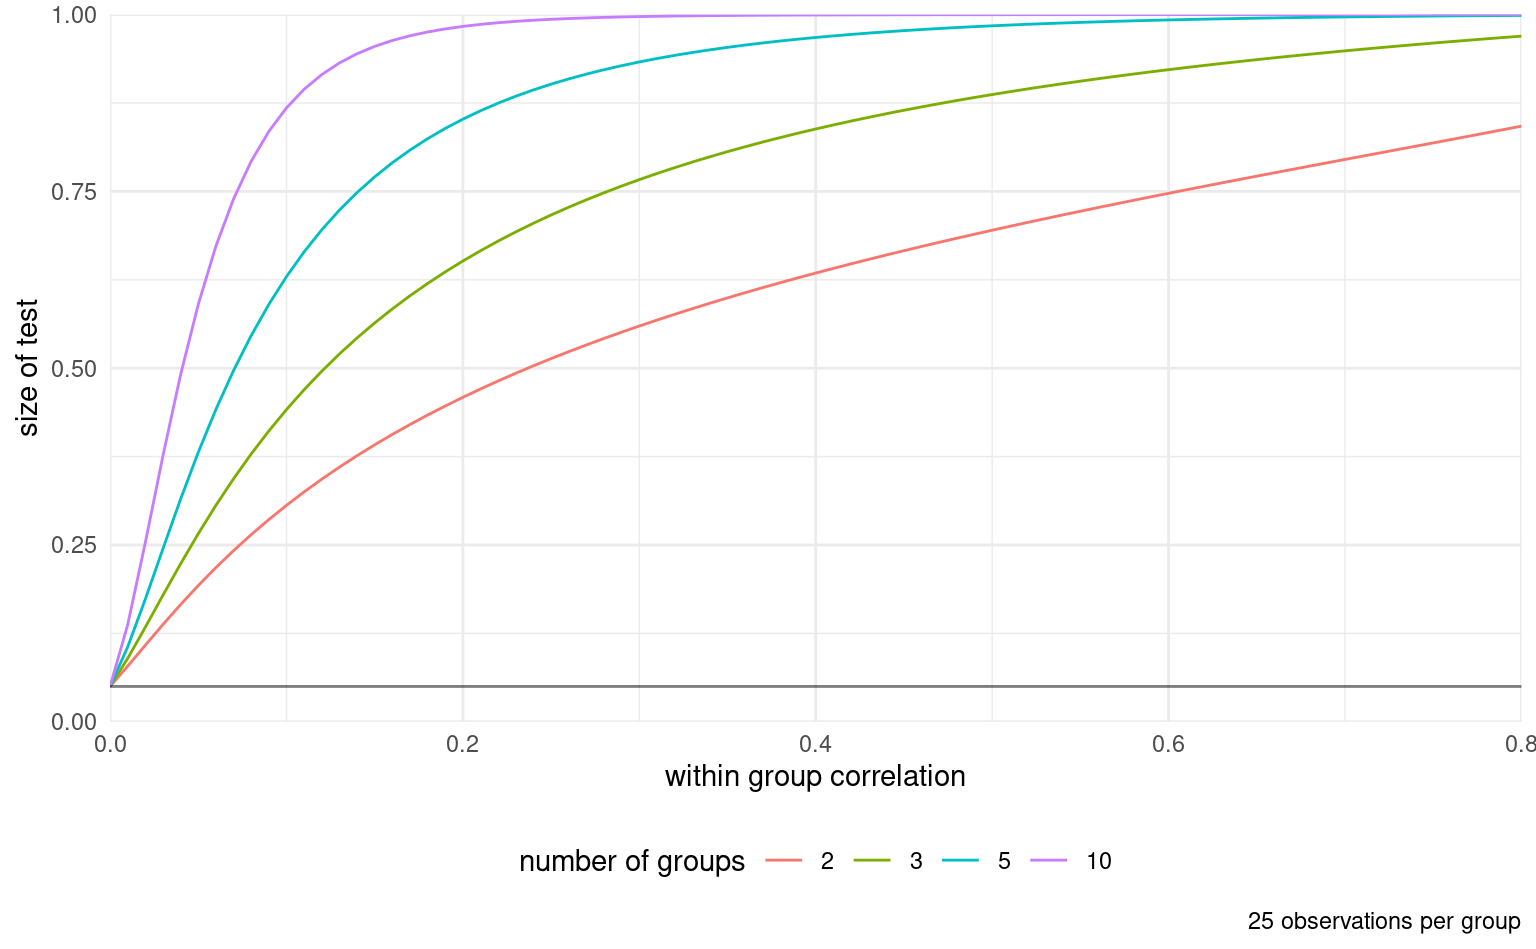 1.00
0.75
0.50
0.25
0.00
size of test
0.0 0.2 0.4 0.6 0.8
within group correlation
number of groups 2 3 5 10
25 observations per group